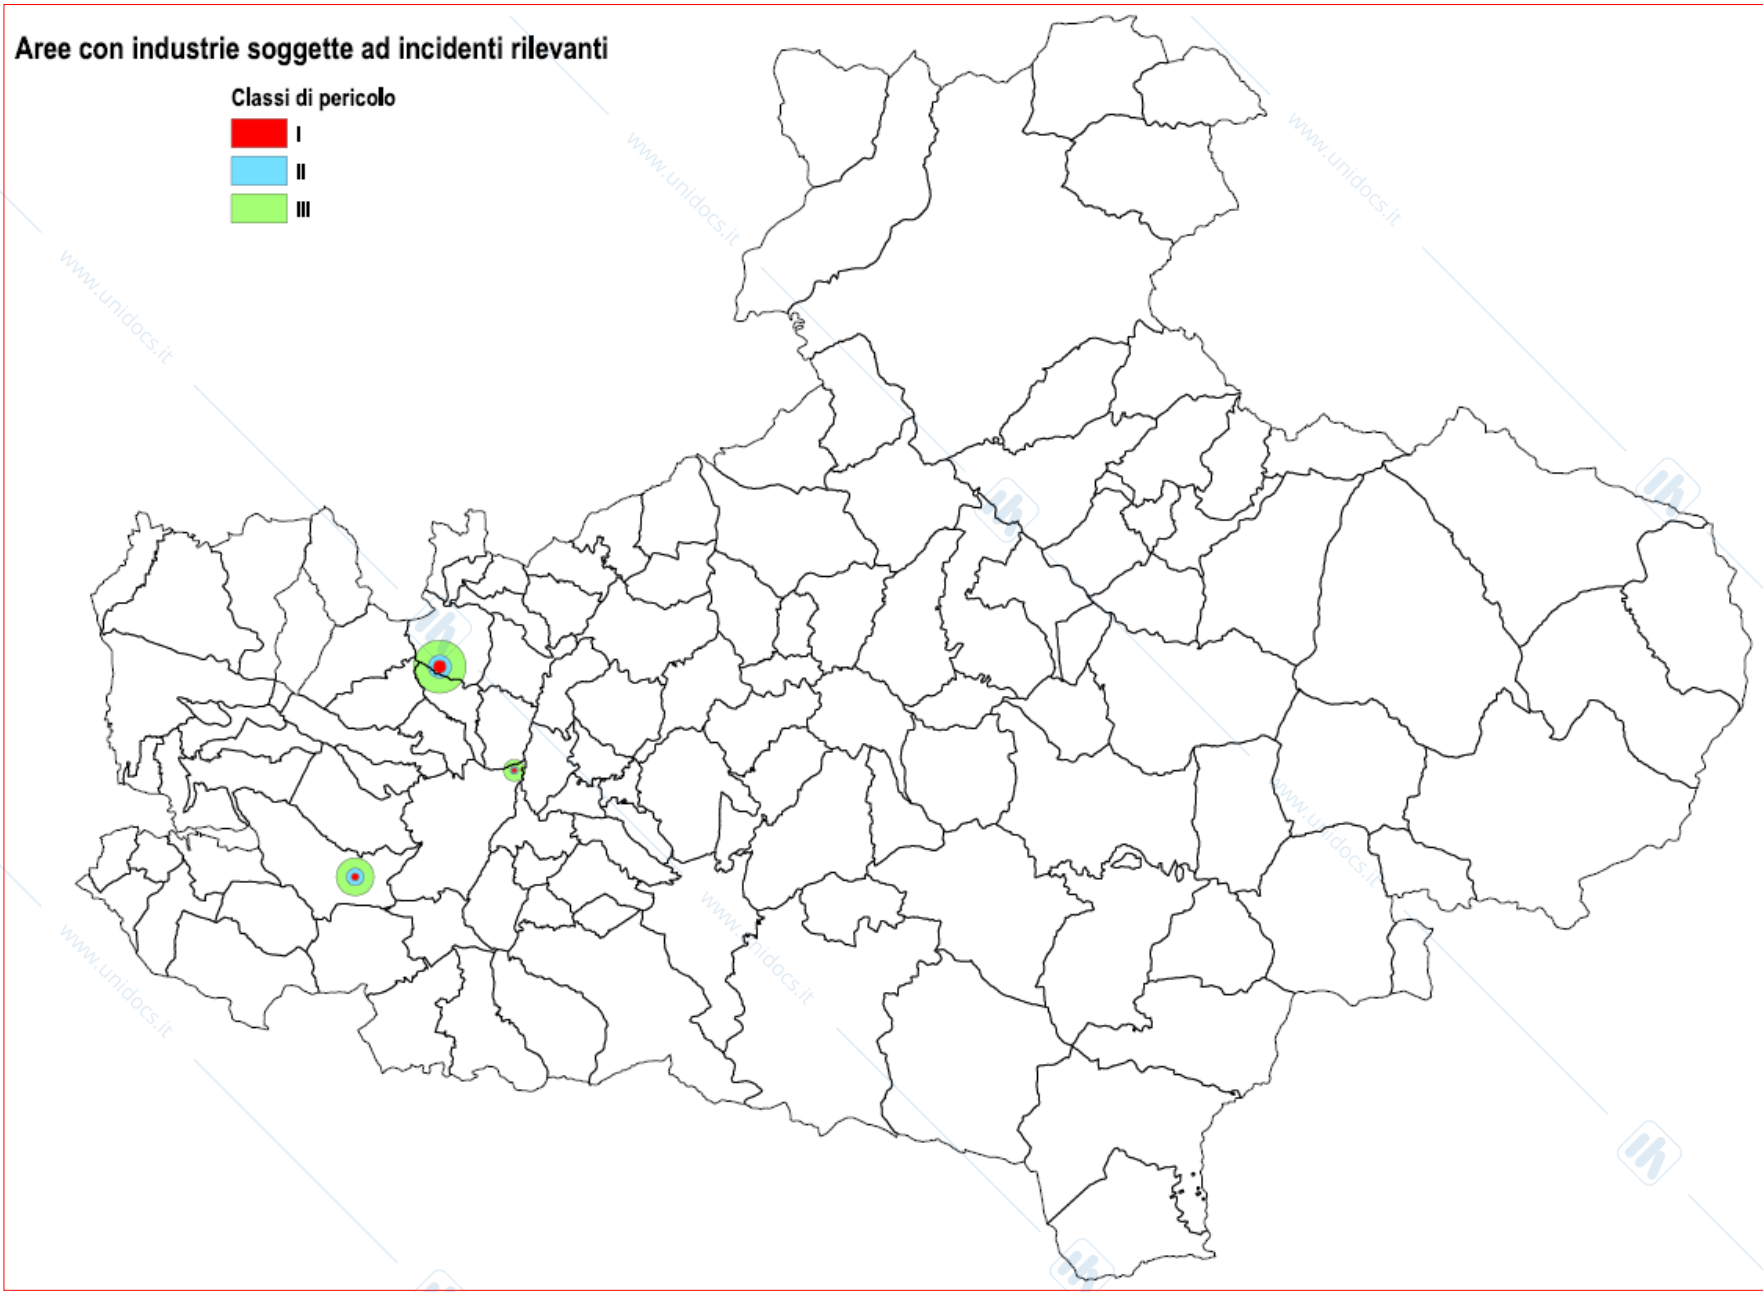 Aree con industrie soggette ad incidenti rilevanti
Classi di pericolo
I
II
III
www.unidocs.it
www.unidocs.it
www.unidocs.it
www.unidocs.it
www.unidocs.it
www.unidocs.it